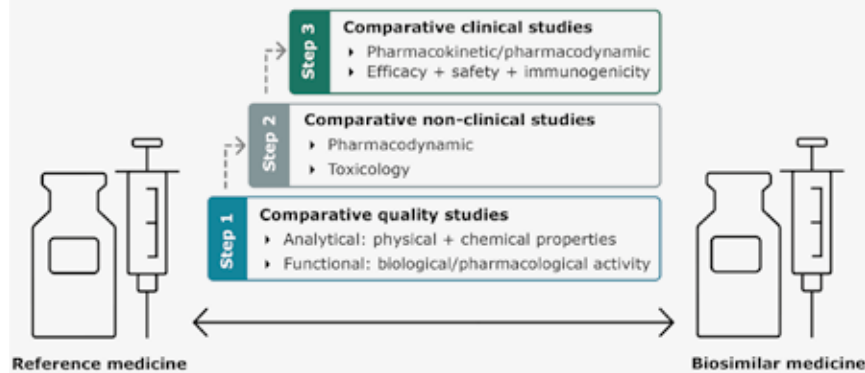 Step 3
Comparative clinical studies
Pharmacokinetic/pharmacodynamic
Efficacy + safety + immunogenicity
Step 2
Comparative non-clinical studies
Pharmacodynamic
Toxicology
Step 1
Comparative quality studies
Analytical: physical + chemical properties
Functional: biological/pharmacological activity
Reference medicine
Biosimilar medicine